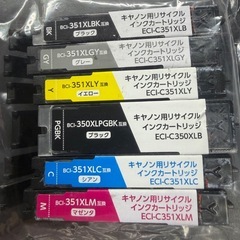 BK
BCI-351XLBK互換
ブラック
キヤノン用リサイクル
インクカートリッジ
ECI-C351XLB
GY
BCI-351XLGY互換
グレー
キヤノン用リサイクル
インクカートリッジ
ECI-C351XLGY
Y
BCI-351XLY互換
イエロー
キヤノン用リサイクル
インクカートリッジ
ECI-C351XLY
PGBK
BCI-350XLPGBK互換
ブラック
キヤノン用リサイクル
インクカートリッジ
ECI-C350XLB
C
BCI-351XLC互換
シアン
キヤノン用リサイクル
インクカートリッジ
ECI-C351XLC
M
BCI-351XLM互換
マゼンタ
キヤノン用リサイクル
インクカートリッジ
ECI-C351XLM